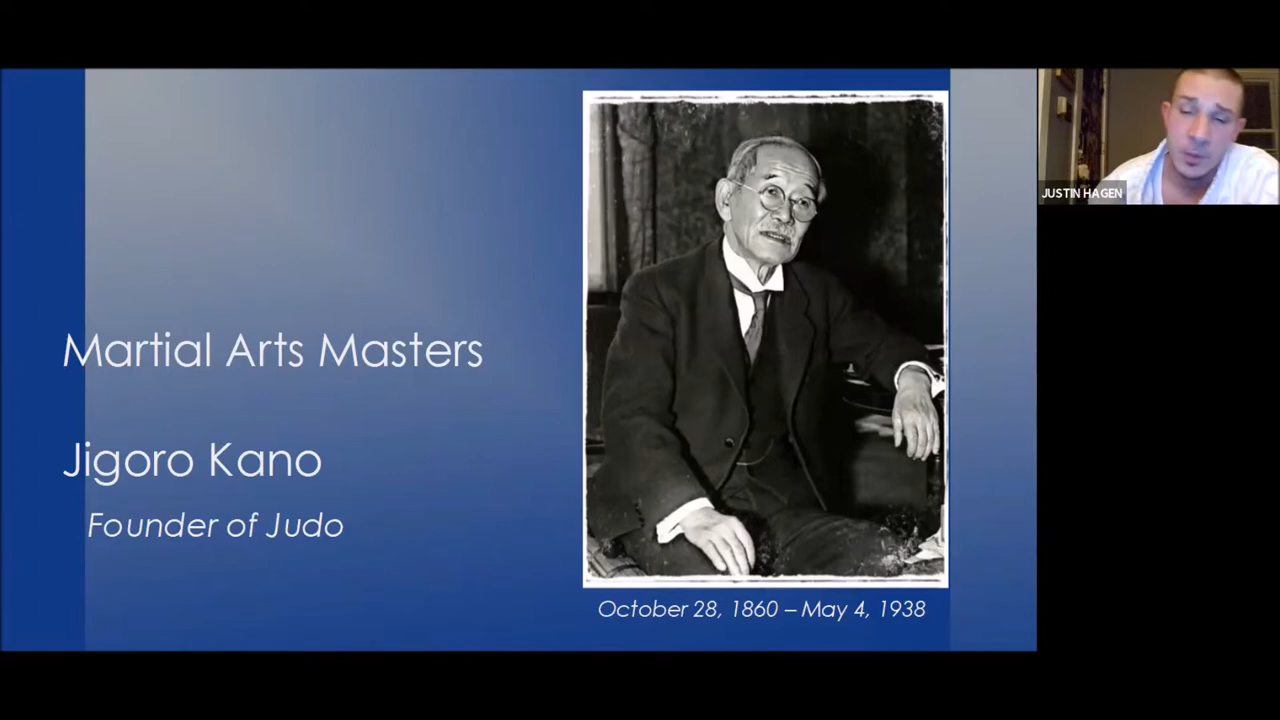 Martial Arts Masters
Jigoro Kano
Founder of Judo
October 28, 1860 – May 4, 1938
JUSTIN HAGEN